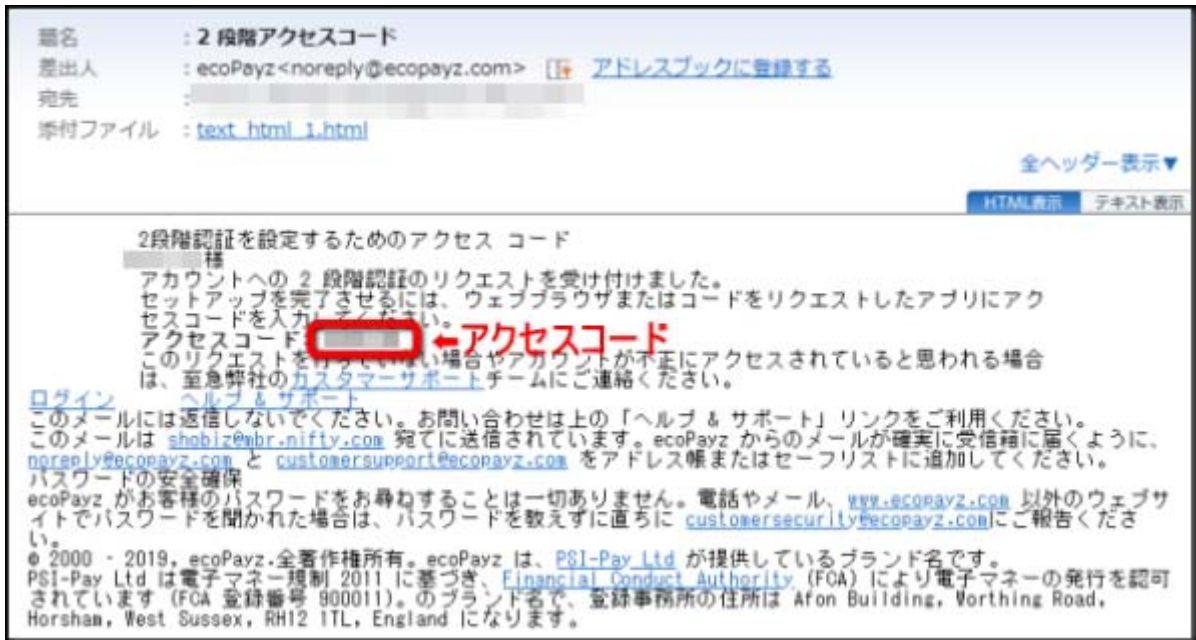 題名 : 2 段階アクセスコード
差出人 : ecoPayz<noreply@ecopayz.com> アドレスブックに登録する
宛先 :
添付ファイル : text_html_1.html
全ヘッダー表示▼
HTML表示 テキスト表示
2段階認証を設定するためのアクセス コード
様
アカウントへの 2 段階認証のリクエストを受け付けました。
セットアップを完了させるには、ウェブブラウザまたはコードをリクエストしたアプリにアク
セスコードを入力してください。
アクセスコード: ←アクセスコード
このリクエストを行っていない場合やアカウントが不正にアクセスされていると思われる場合
は、至急弊社のカスタマーサポートチームにご連絡ください。
ログイン ヘルプ & サポート
このメールには返信しないでください。お問い合わせは上の「ヘルプ & サポート」リンクをご利用ください。
このメールは shobiz@mbr.nifty.com 宛てに送信されています。ecoPayz からのメールが確実に受信箱に届くように、
noreply@ecopayz.com と customersupport@ecopayz.com をアドレス帳またはセーフリストに追加してください。
パスワードの安全確保
ecoPayz がお客様のパスワードをお尋ねすることは一切ありません。電話やメール、www.ecopayz.com 以外のウェブサ
イトでパスワードを聞かれた場合は、パスワードを教えずに直ちに customersecurity@ecopayz.comにご報告くださ
い。
© 2000 - 2019, ecoPayz.全著作権所有。ecoPayz は、PSI-Pay Ltd が提供しているブランド名です。
PSI-Pay Ltd は電子マネー規制 2011 に基づき、Financial Conduct Authority (FCA) により電子マネーの発行を認可
されています (FCA 登録番号 900011)。のブランド名で、登録事務所の住所は Afon Building, Worthing Road,
Horsham, West Sussex, RH12 1TL, England になります。